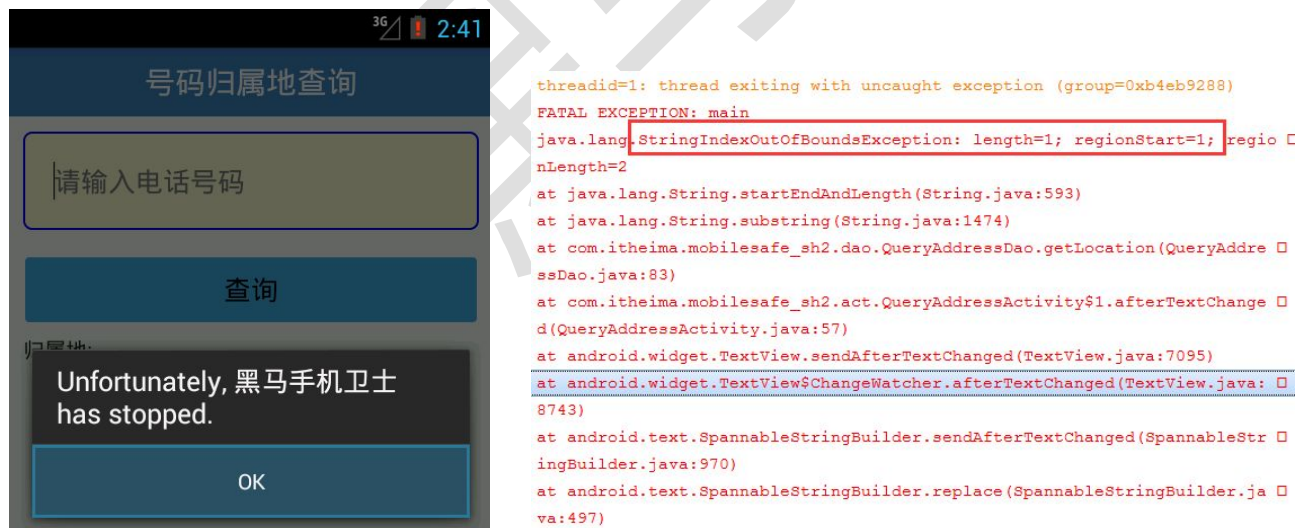 3G 2:41
号码归属地查询
请输入电话号码
查询
归属地:
Unfortunately, 黑马手机卫士
has stopped.
OK
threadid=1: thread exiting with uncaught exception (group=0xb4eb9288)
FATAL EXCEPTION: main
java.lang.StringIndexOutOfBoundsException: length=1; regionStart=1; regio
nLength=2
at java.lang.String.startEndAndLength(String.java:593)
at java.lang.String.substring(String.java:1474)
at com.itheima.mobilesafe_sh2.dao.QueryAddressDao.getLocation(QueryAddre
ssDao.java:83)
at com.itheima.mobilesafe_sh2.act.QueryAddressActivity$1.afterTextChange
d(QueryAddressActivity.java:57)
at android.widget.TextView.sendAfterTextChanged(TextView.java:7095)
at android.widget.TextView$ChangeWatcher.afterTextChanged(TextView.java:
8743)
at android.text.SpannableStringBuilder.sendAfterTextChanged(SpannableStr
ingBuilder.java:970)
at android.text.SpannableStringBuilder.replace(SpannableStringBuilder.ja
va:497)